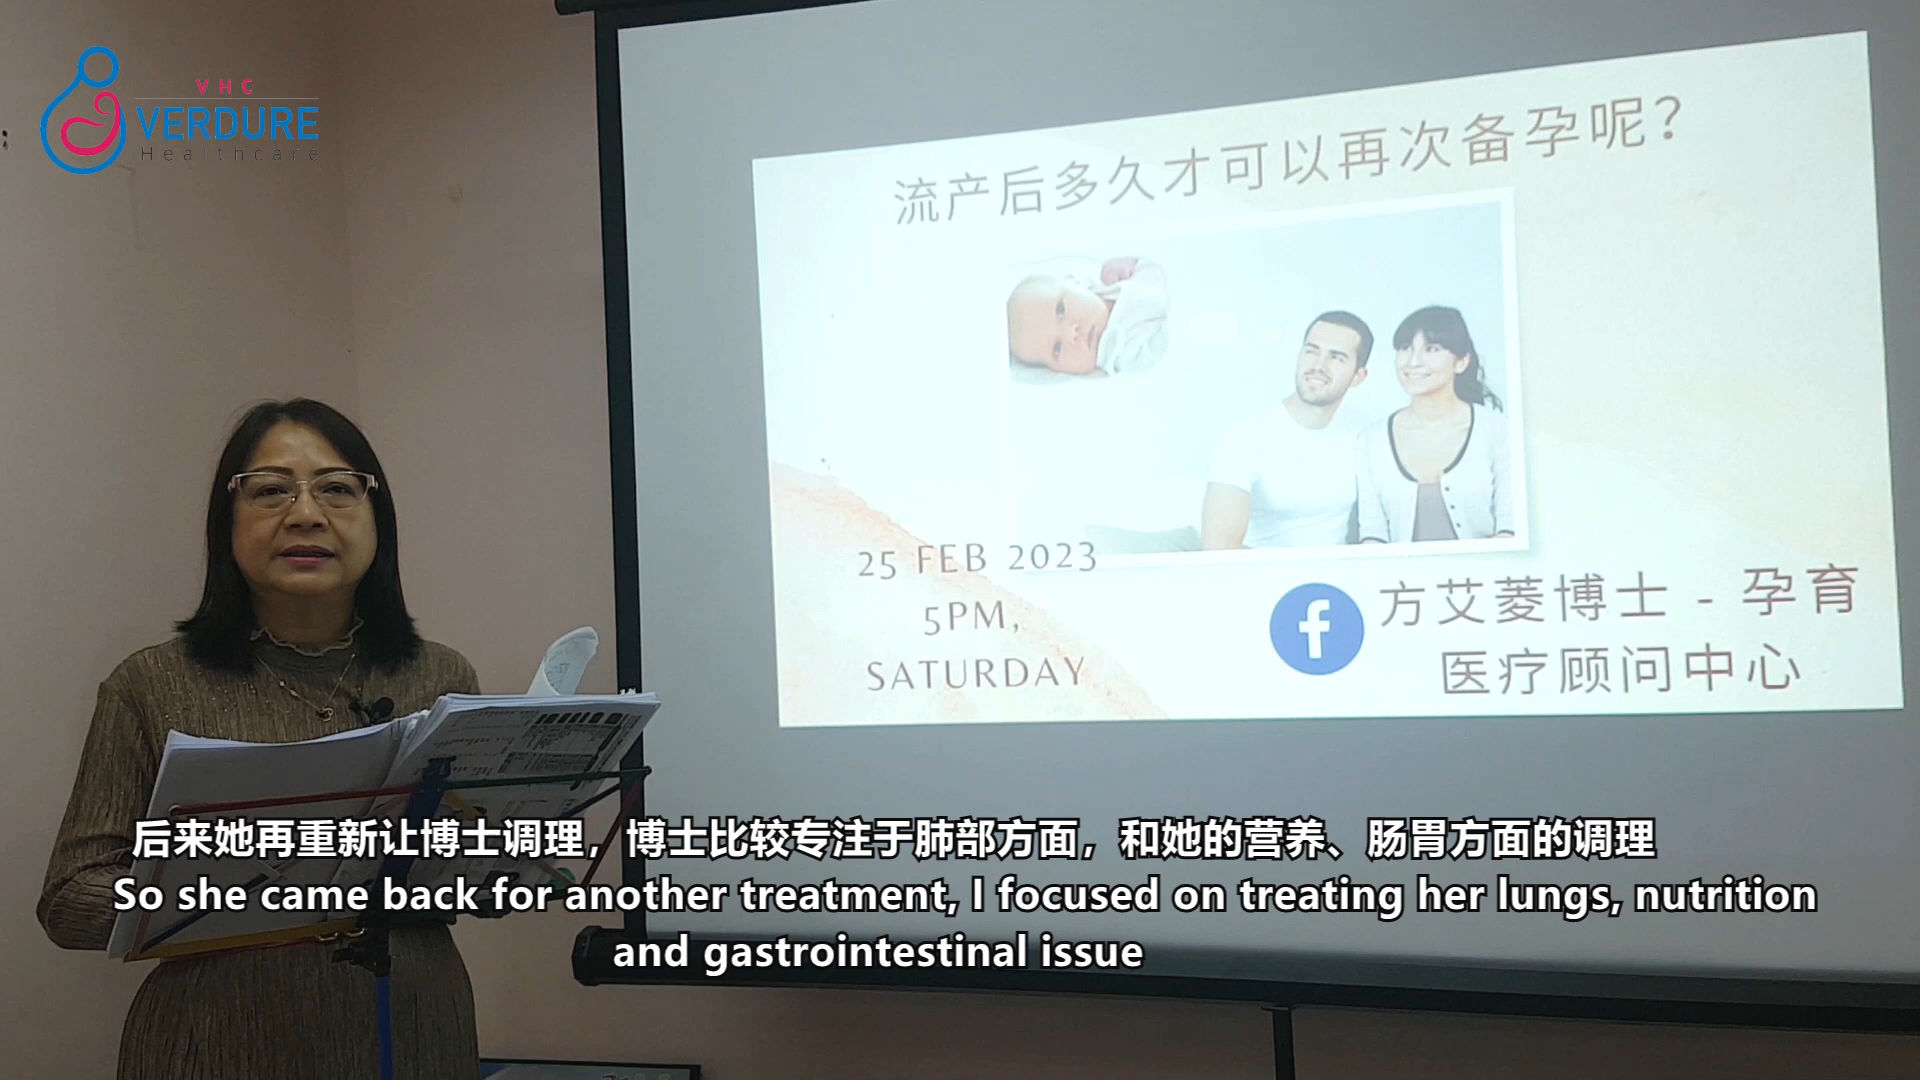 VHC
VERDURE
Healthcare
流产后多久才可以再次备孕呢？
25 FEB 2023
5PM,
SATURDAY
方艾菱博士 - 孕育
医疗顾问中心
后来她再重新让博士调理，博士比较专注于肺部方面，和她的营养、肠胃方面的调理
So she came back for another treatment, I focused on treating her lungs, nutrition
and gastrointestinal issue